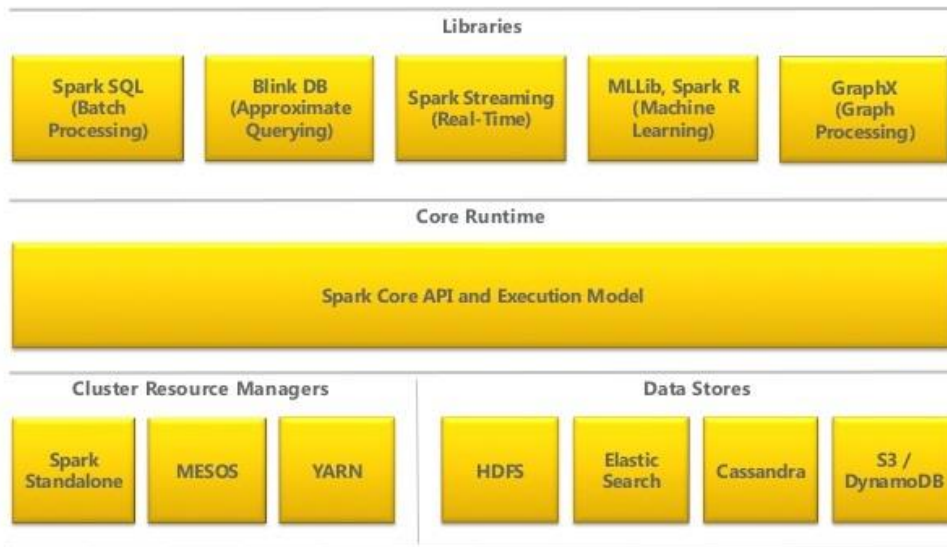 Libraries
Spark SQL
(Batch
Processing)
Blink DB
(Approximate
Querying)
Spark Streaming
(Real-Time)
MLLib, Spark R
(Machine
Learning)
GraphX
(Graph
Processing)
Core Runtime
Spark Core API and Execution Model
Cluster Resource Managers
Data Stores
Spark
Standalone
MESOS
YARN
HDFS
Elastic
Search
Cassandra
S3 /
DynamoDB